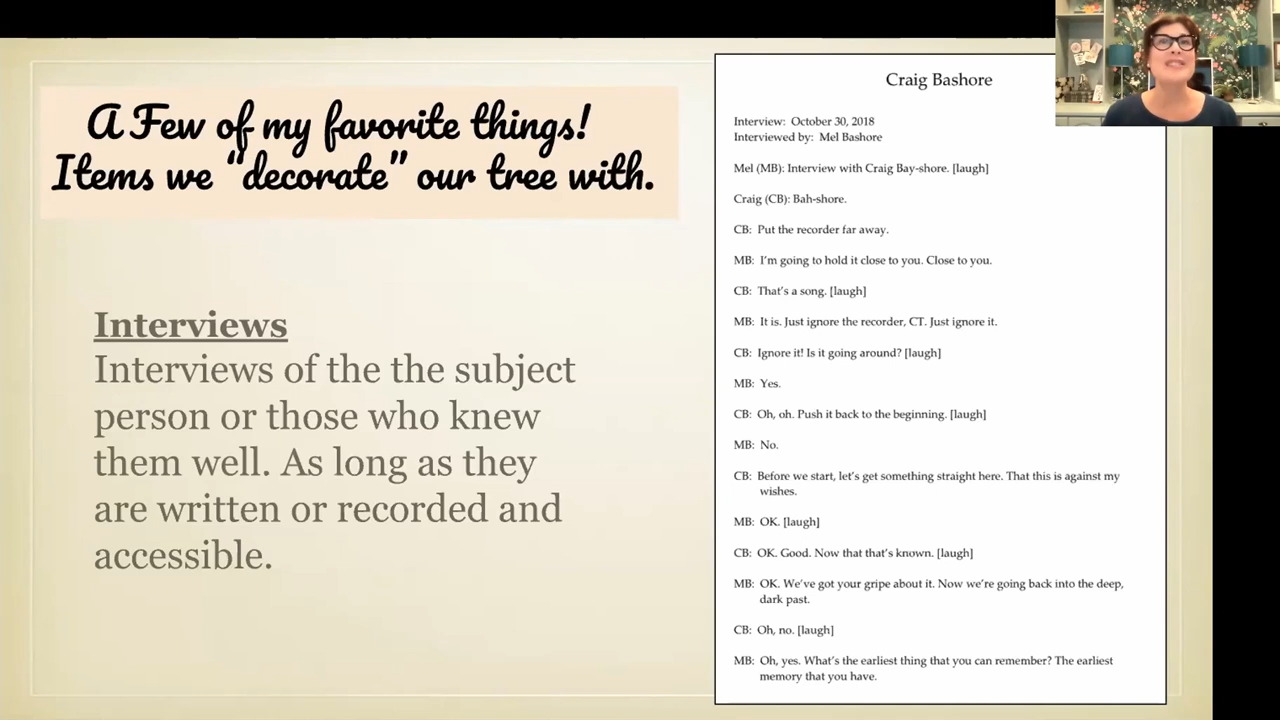 A Few of my favorite things!
Items we “decorate” our tree with.
Interviews
Interviews of the the subject
person or those who knew
them well. As long as they
are written or recorded and
accessible.
Craig Bashore
Interview: October 30, 2018
Interviewed by: Mel Bashore
Mel (MB): Interview with Craig Bay-shore. [laugh]
Craig (CB): Bah-shore.
CB: Put the recorder far away.
MB: I’m going to hold it close to you. Close to you.
CB: That’s a song. [laugh]
MB: It is. Just ignore the recorder, CT. Just ignore it.
CB: Ignore it! Is it going around? [laugh]
MB: Yes.
CB: Oh, oh. Push it back to the beginning. [laugh]
MB: No.
CB: Before we start, let’s get something straight here. That this is against my
wishes.
MB: OK. [laugh]
CB: OK. Good. Now that that’s known. [laugh]
MB: OK. We’ve got your gripe about it. Now we’re going back into the deep,
dark past.
CB: Oh, no. [laugh]
MB: Oh, yes. What’s the earliest thing that you can remember? The earliest
memory that you have.